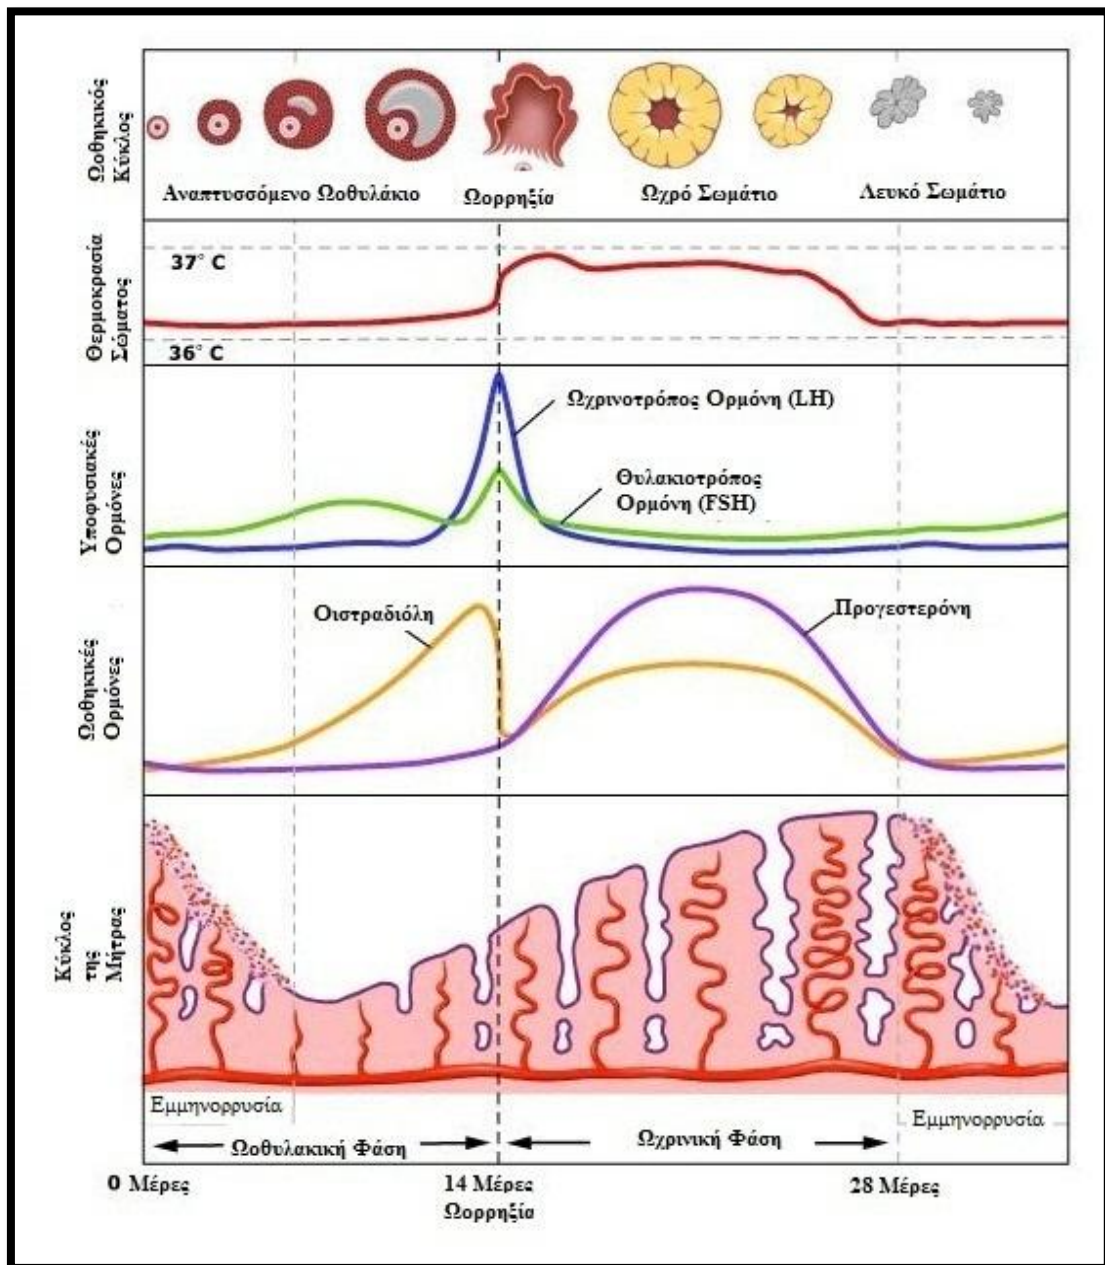 Ωοθηκικός
Κύκλος
Αναπτυσσόμενο Ωοθυλάκιο
Ωορρηξία
Ωχρό Σωμάτιο
Λευκό Σωμάτιο
Θερμοκρασία
Σώματος
37° C
36° C
Υποφυσιακές
Ορμόνες
Ωχρινοτρόπος Ορμόνη (LH)
Θυλακιοτρόπος
Ορμόνη (FSH)
Ωοθηκικές
Ορμόνες
Οιστραδιόλη
Προγεστερόνη
Κύκλος
της
Μήτρας
Εμμηνορρυσία
Εμμηνορρυσία
Ωοθυλακική Φάση
Ωχρινική Φάση
0 Μέρες
14 Μέρες
Ωορρηξία
28 Μέρες